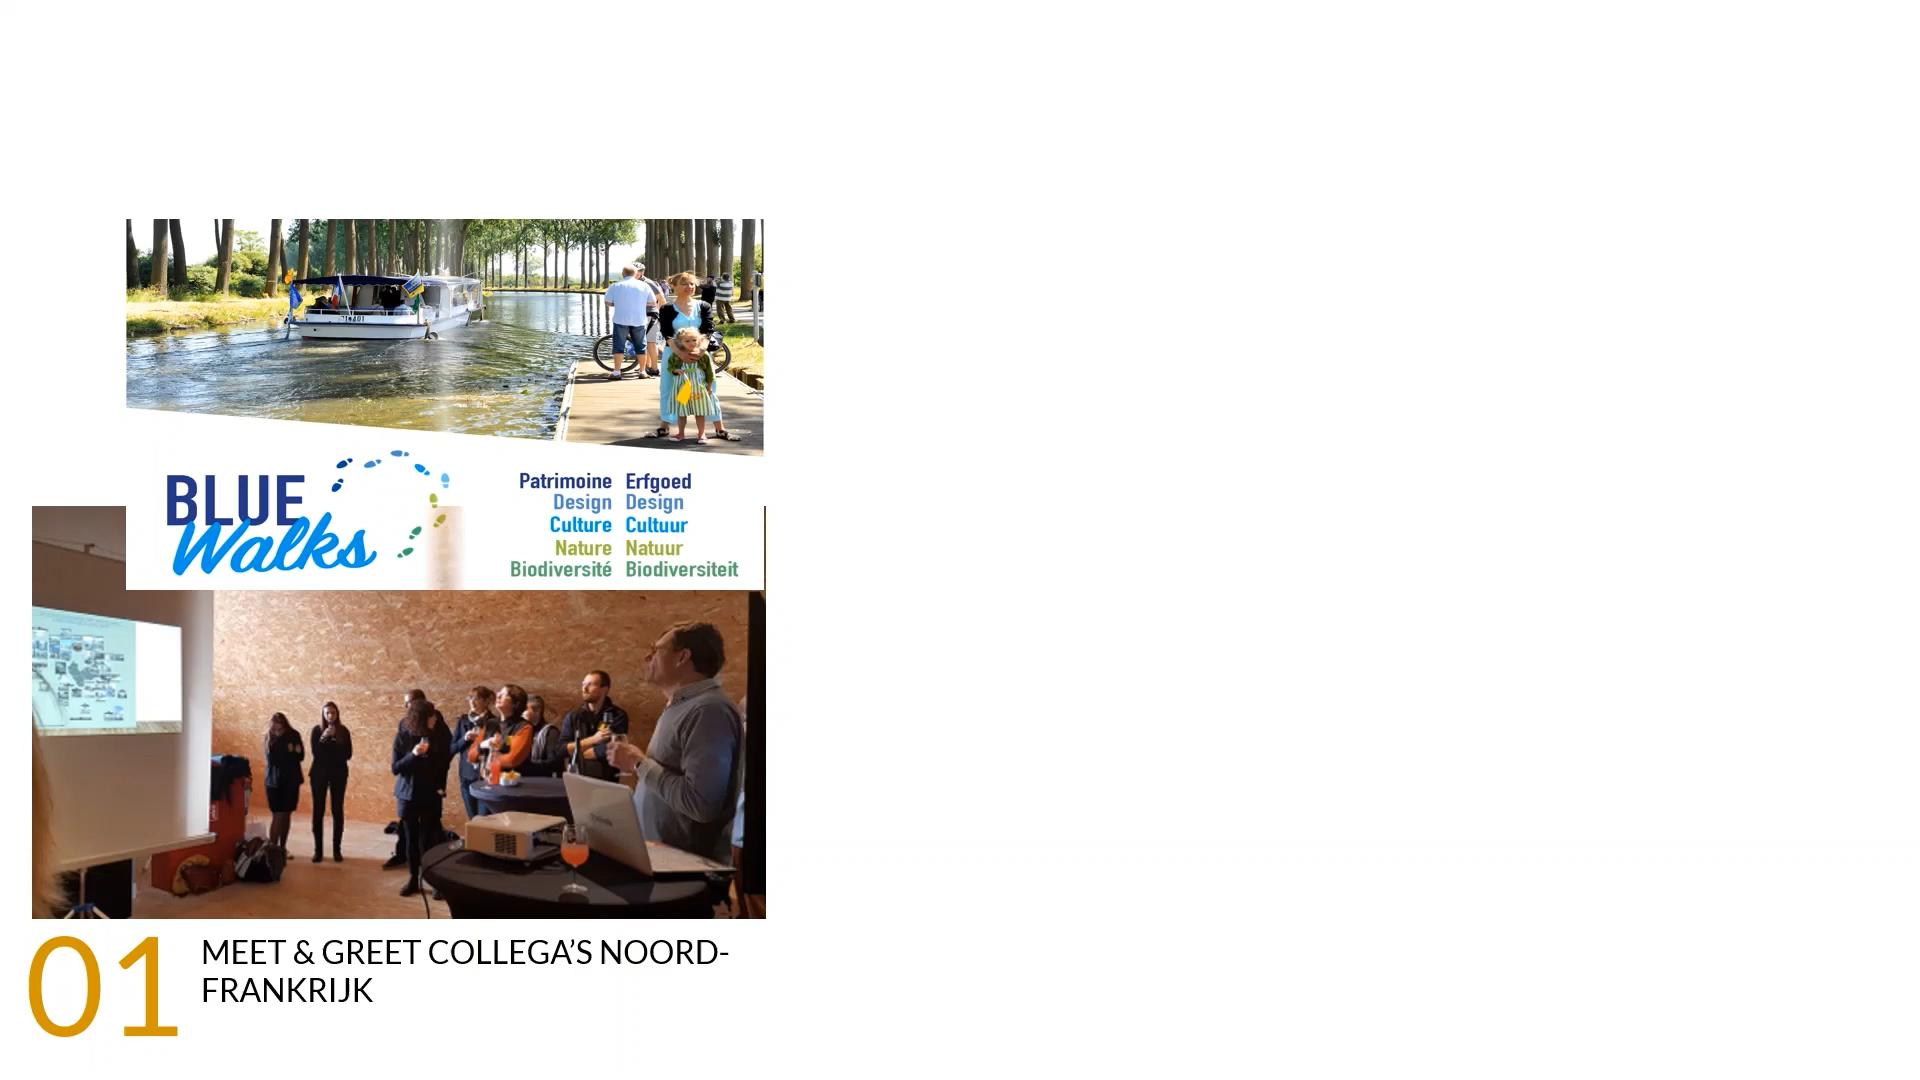 BLUE
Walks
Patrimoine Erfgoed
Design Design
Culture Cultuur
Nature Natuur
Biodiversité Biodiversiteit
01
MEET & GREET COLLEGA’S NOORD-
FRANKRIJK